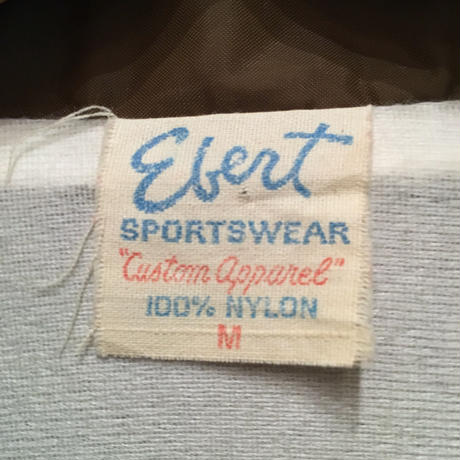 Ebert
SPORTSWEAR
"Custom Apparel"
100% NYLON
M